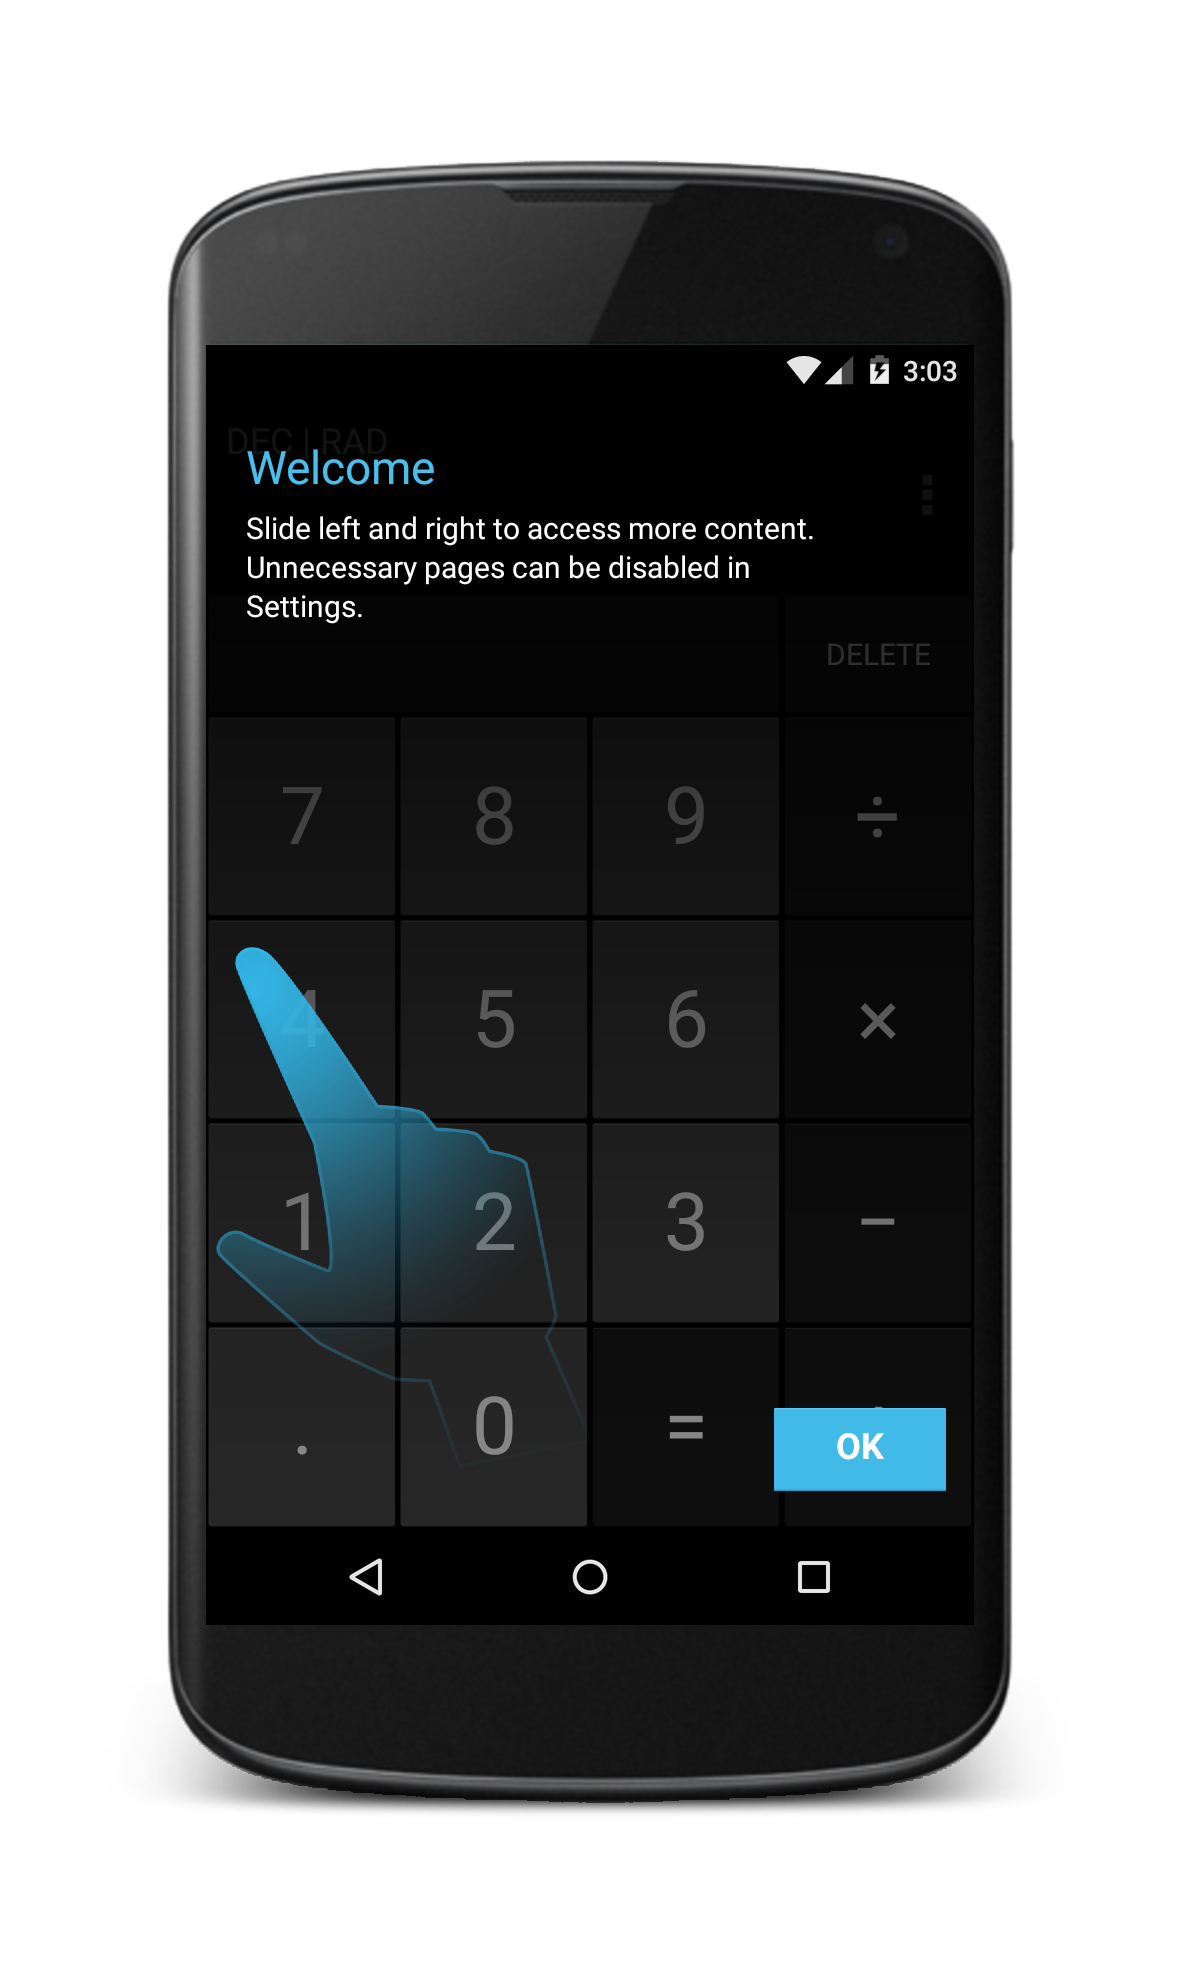 3:03
DEC | RAD
Welcome
Slide left and right to access more content.
Unnecessary pages can be disabled in
Settings.
DELETE
7 8 9 ÷
4 5 6 ×
1 2 3 −
. 0 =
OK